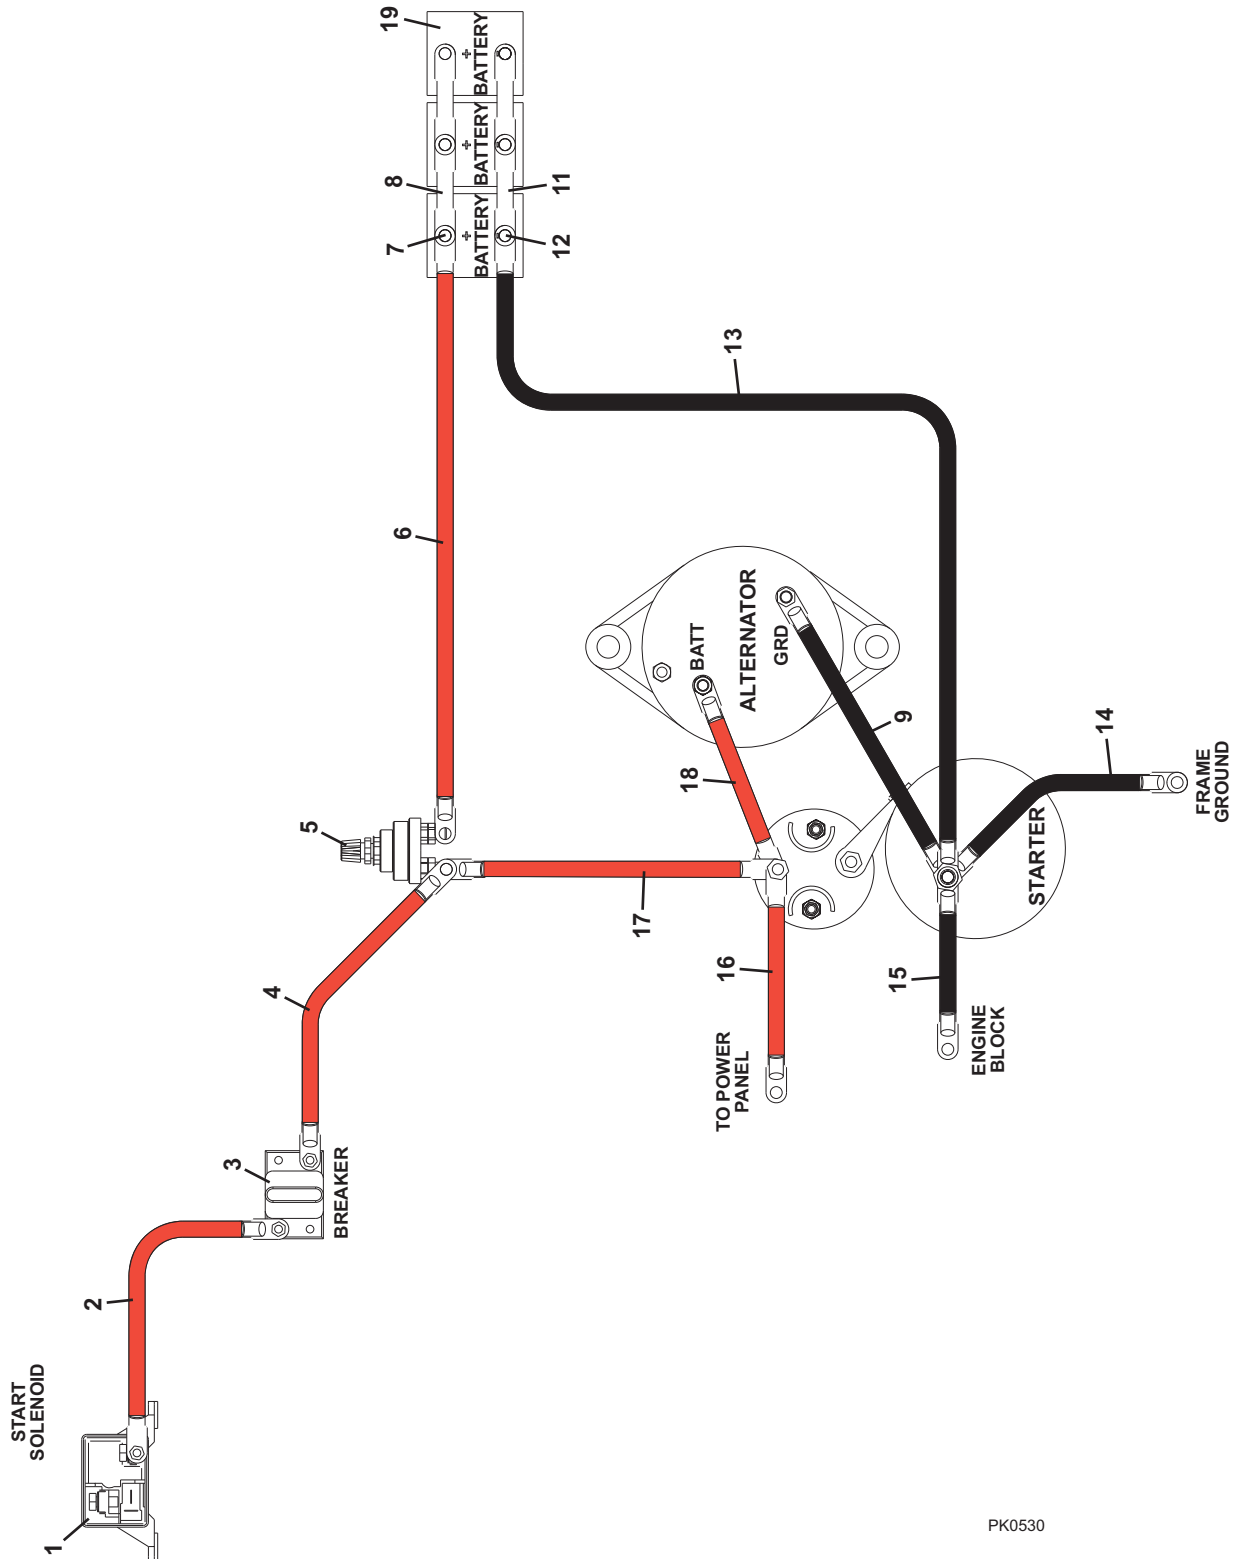 START
SOLENOID
1
2
3
BREAKER
4
5
6
7
8
19
BATTERY
+
BATTERY
+
BATTERY
+
11
12
13
BATT
ALTERNATOR
GRD
9
18
17
16
TO POWER
PANEL
15
ENGINE
BLOCK
STARTER
14
FRAME
GROUND
PK0530